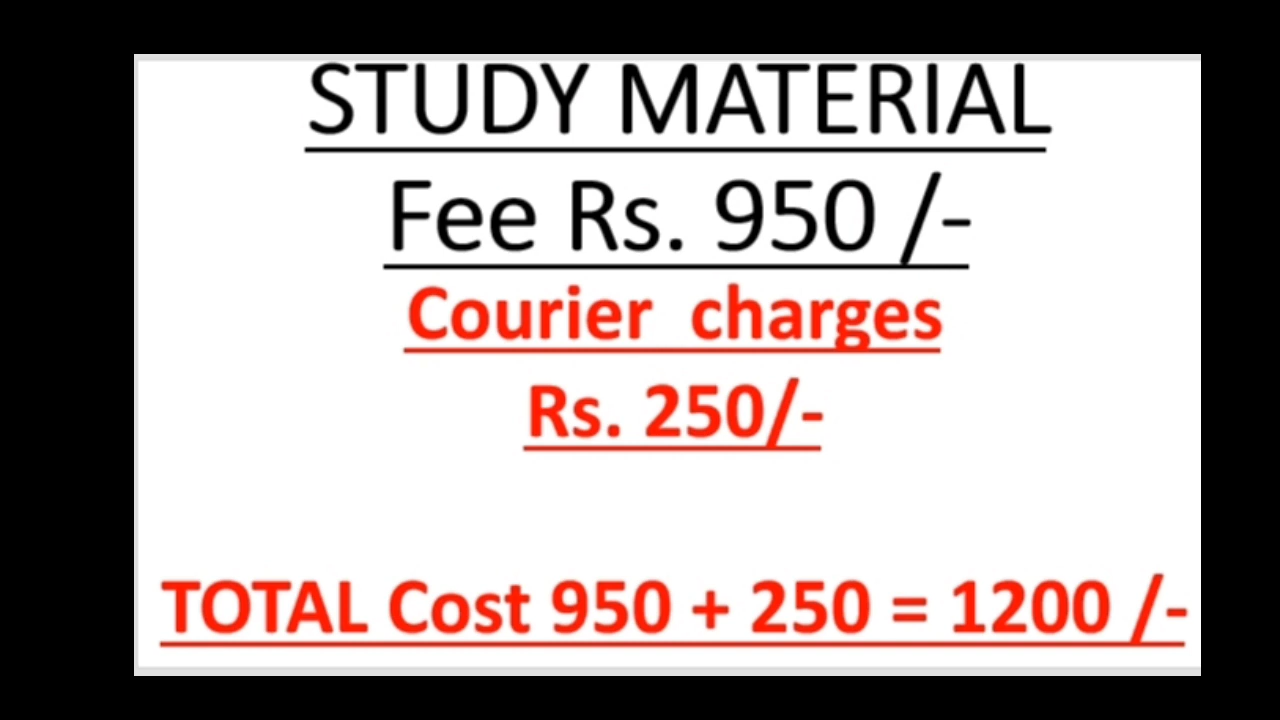 STUDY MATERIAL
Fee Rs. 950 /-
Courier  charges
Rs. 250/-
TOTAL Cost 950 + 250 = 1200 /-